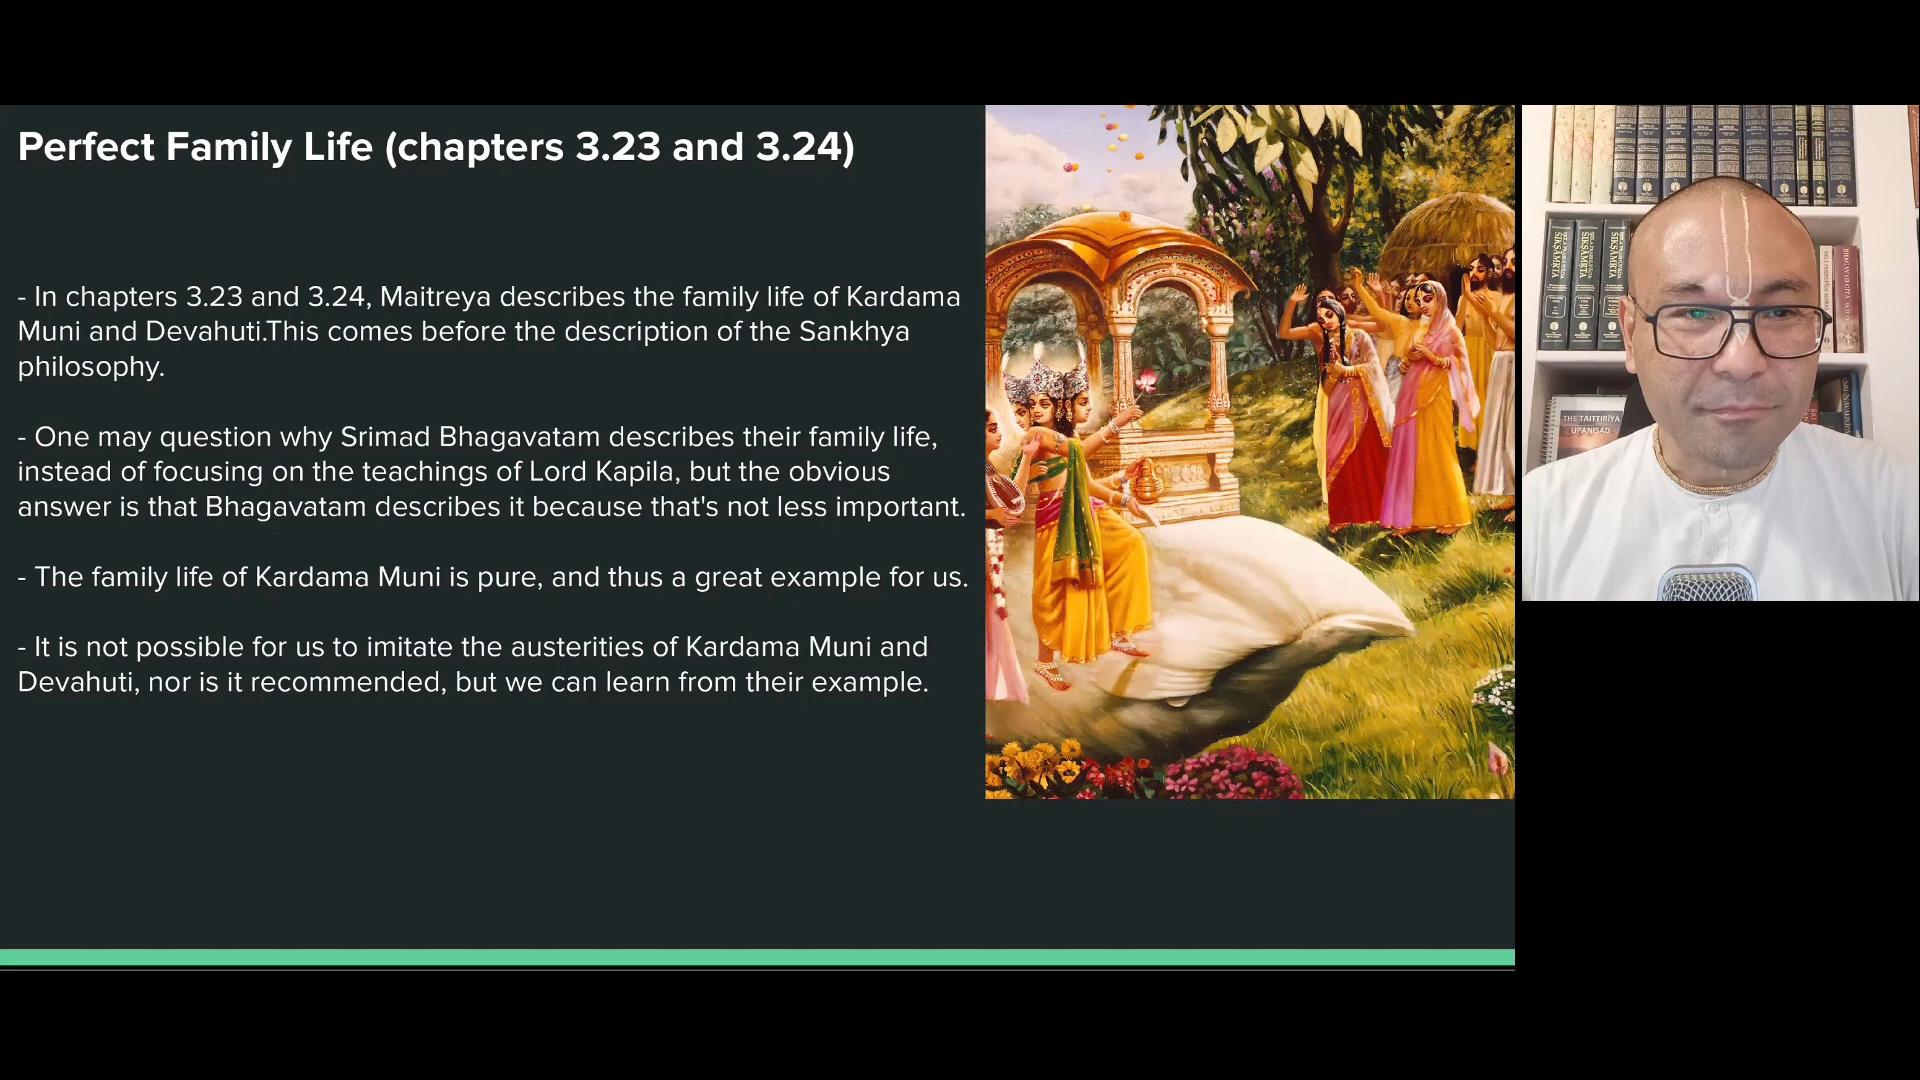 Perfect Family Life (chapters 3.23 and 3.24)
- In chapters 3.23 and 3.24, Maitreya describes the family life of Kardama
Muni and Devahuti.This comes before the description of the Sankhya
philosophy.
- One may question why Srimad Bhagavatam describes their family life,
instead of focusing on the teachings of Lord Kapila, but the obvious
answer is that Bhagavatam describes it because that's not less important.
- The family life of Kardama Muni is pure, and thus a great example for us.
- It is not possible for us to imitate the austerities of Kardama Muni and
Devahuti, nor is it recommended, but we can learn from their example.
THE TAITTIRIYA
UPANISAD